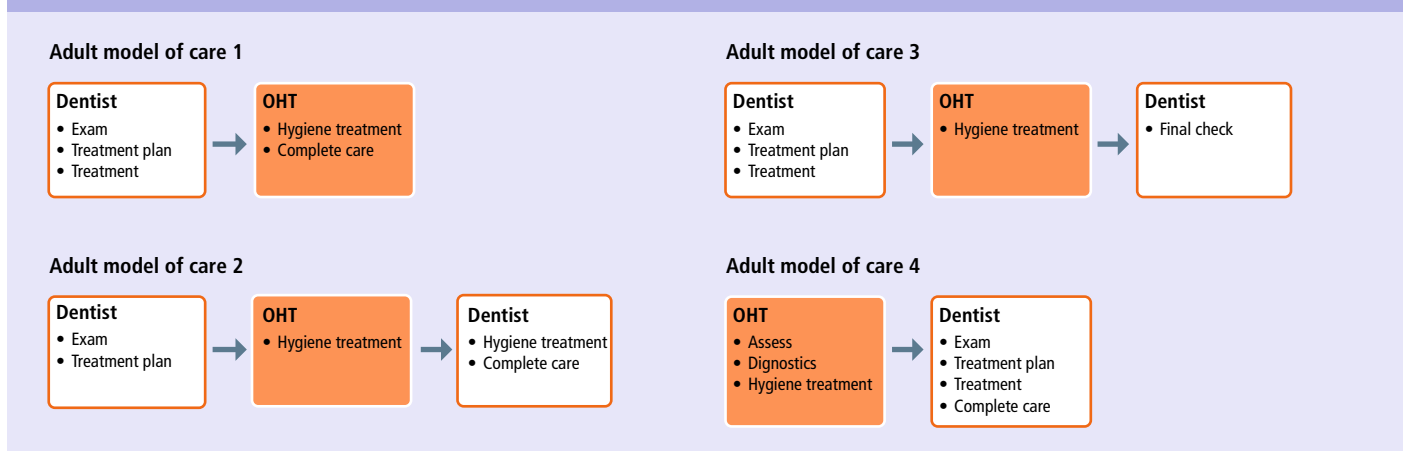 Adult model of care 1
Dentist
• Exam
• Treatment plan
• Treatment
OHT
• Hygiene treatment
• Complete care
Adult model of care 2
Dentist
• Exam
• Treatment plan
OHT
• Hygiene treatment
Dentist
• Hygiene treatment
• Complete care
Adult model of care 3
Dentist
• Exam
• Treatment plan
• Treatment
OHT
• Hygiene treatment
Dentist
• Final check
Adult model of care 4
OHT
• Assess
• Dignostics
• Hygiene treatment
Dentist
• Exam
• Treatment plan
• Treatment
• Complete care